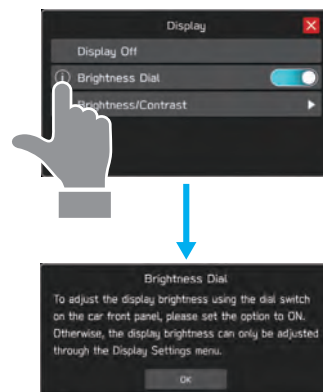 Display
Display Off
Brightness Dial
Brightness/Contrast
Brightness Dial
To adjust the display brightness using the dial switch
on the car front panel, please set the option to ON.
Otherwise, the display brightness can only be adjusted
through the Display Settings menu.
OK